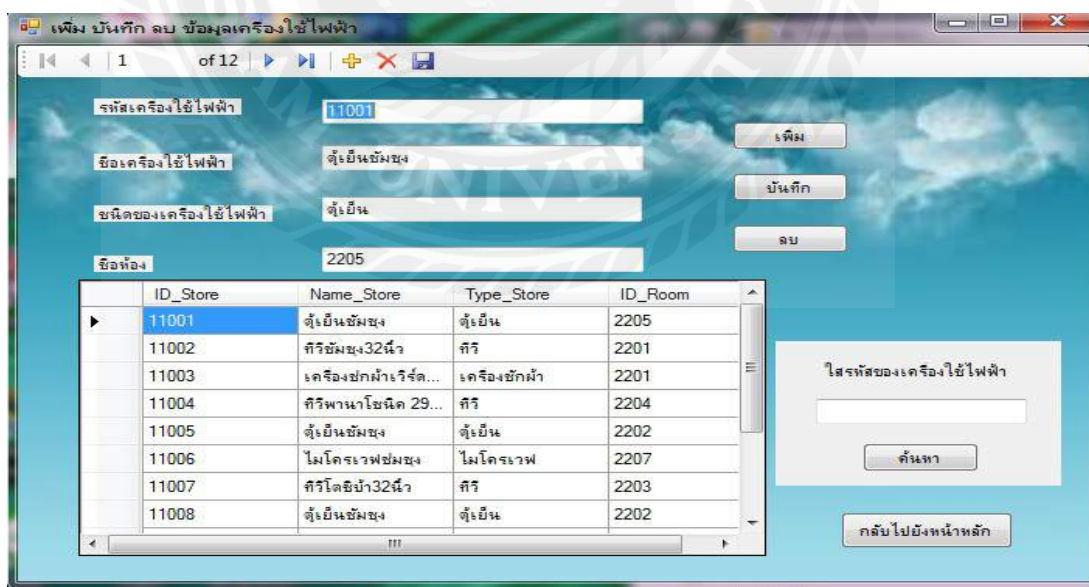 เพิ่ม บันทึก ลบ ข้อมูลเครื่องใช้ไฟฟ้า
1 of 12
รหัสเครื่องใช้ไฟฟ้า 11001
ชื่อเครื่องใช้ไฟฟ้า ตู้เย็นซัมซุง
ชนิดของเครื่องใช้ไฟฟ้า ตู้เย็น
ชื่อห้อง 2205
เพิ่ม
บันทึก
ลบ
ID_Store Name_Store Type_Store ID_Room
11001 ตู้เย็นซัมซุง ตู้เย็น 2205
11002 ทีวีซัมซุง32นิ้ว ทีวี 2201
11003 เครื่องซักผ้าเวิร์ด... เครื่องซักผ้า 2201
11004 ทีวีพานาโซนิค 29... ทีวี 2204
11005 ตู้เย็นซัมซุง ตู้เย็น 2202
11006 ไมโครเวฟซัมซุง ไมโครเวฟ 2207
11007 ทีวีโตชิบ้า32นิ้ว ทีวี 2203
11008 ตู้เย็นซัมซุง ตู้เย็น 2202
ใส่รหัสของเครื่องใช้ไฟฟ้า
ค้นหา
กลับไปยังหน้าหลัก
UNIVER